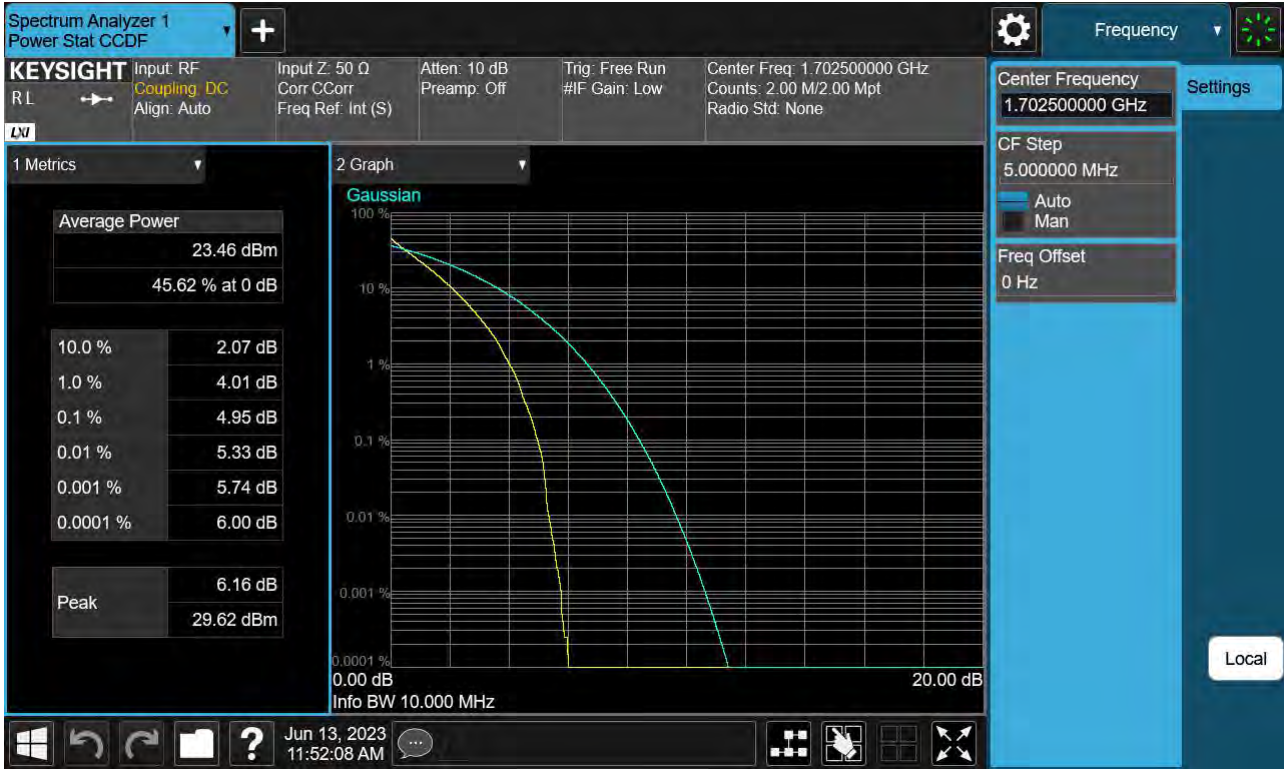 Spectrum Analyzer 1
Power Stat CCDF
Frequency
KEYSIGHT
RL
LXI
Input: RF
Coupling: DC
Align: Auto
Input Z: 50 Ω
Corr CCorr
Freq Ref: Int (S)
Atten: 10 dB
Preamp: Off
Trig: Free Run
#IF Gain: Low
Center Freq: 1.702500000 GHz
Counts: 2.00 M/2.00 Mpt
Radio Std: None
Center Frequency
1.702500000 GHz
Settings
CF Step
5.000000 MHz
Auto
Man
Freq Offset
0 Hz
Local
1 Metrics
Average Power
23.46 dBm
45.62 % at 0 dB
10.0 % 2.07 dB
1.0 % 4.01 dB
0.1 % 4.95 dB
0.01 % 5.33 dB
0.001 % 5.74 dB
0.0001 % 6.00 dB
Peak
6.16 dB
29.62 dBm
2 Graph
Gaussian
100 %
10 %
1 %
0.1 %
0.01 %
0.001 %
0.0001 %
0.00 dB 20.00 dB
Info BW 10.000 MHz
Jun 13, 2023
11:52:08 AM